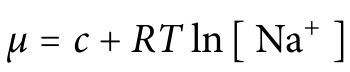 μ = c + RT ln [ Na⁺ ]